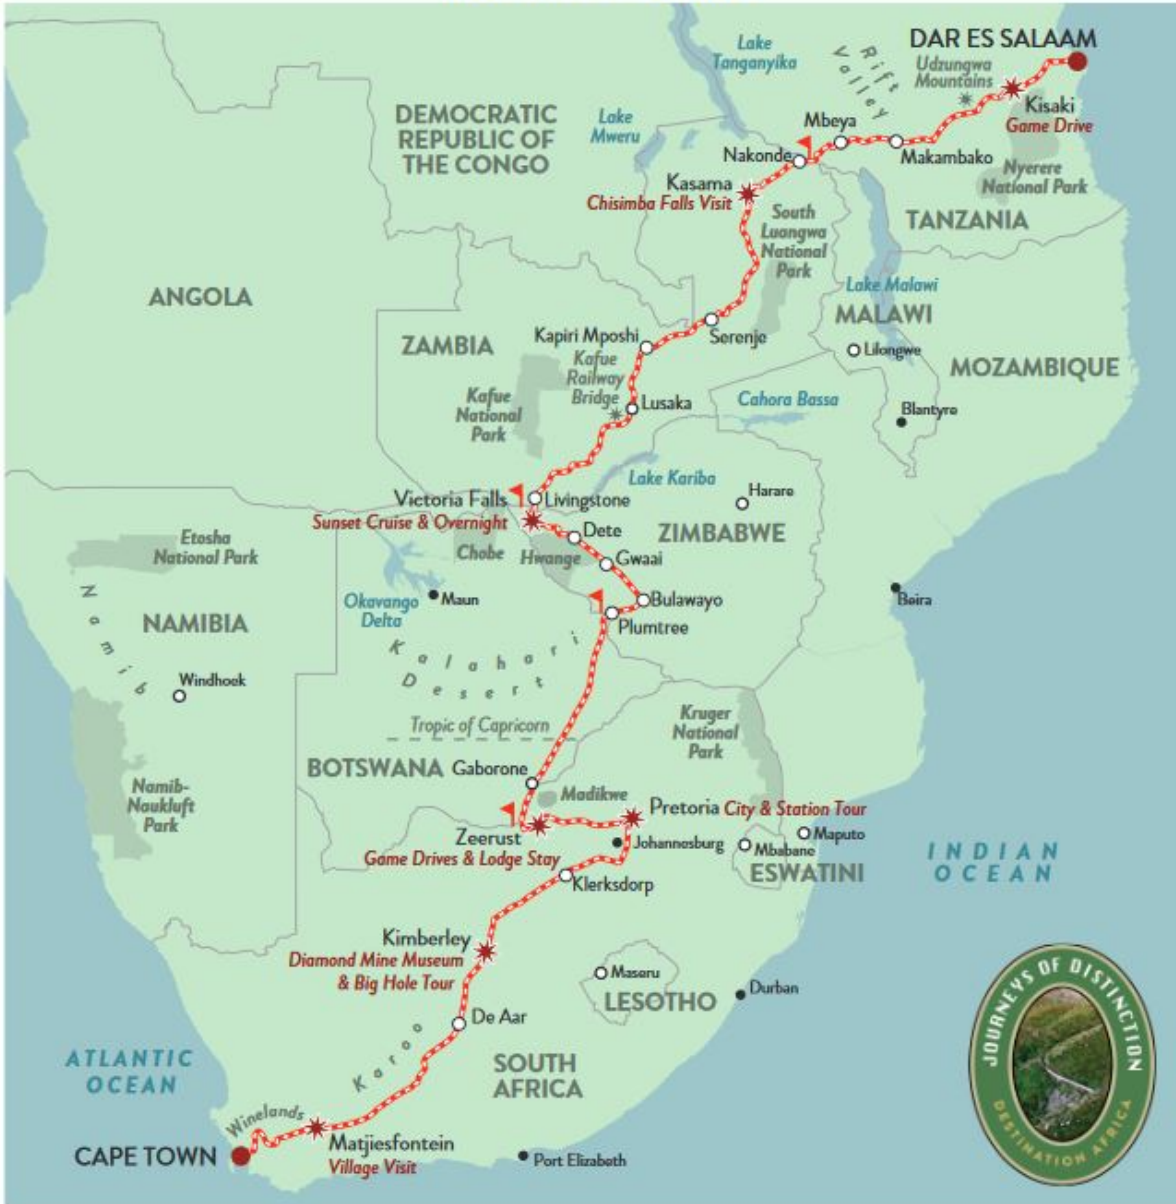 DAR ES SALAAM
Lake
Tanganyika
Rift
Valley
Udzungwa
Mountains
DEMOCRATIC
REPUBLIC OF
THE CONGO
Lake
Mweru
Mbeya
Kisaki
Game Drive
Nakonde
Makambako
Nyerere
National Park
Kasama
Chisimba Falls Visit
TANZANIA
South
Luangwa
National
Park
ANGOLA
Lake Malawi
MALAWI
ZAMBIA
Kapiri Mposhi
Serenje
Lilongwe
Kafue
Railway
Bridge
MOZAMBIQUE
Kafue
National
Park
Lusaka
Cahora Bassa
Blantyre
Lake Kariba
Harare
Victoria Falls
Livingstone
Sunset Cruise & Overnight
Dete
ZIMBABWE
Etosha
National Park
Chobe
Hwange
Gwaai
Okavango
Delta
Maun
Bulawayo
Beira
Namib
NAMIBIA
Plumtree
Kalahari
Desert
Windhoek
Tropic of Capricorn
Kruger
National
Park
BOTSWANA
Gaborone
Madikwe
Namib-
Naukluft
Park
Pretoria City & Station Tour
Zeerust
Johannesburg
Maputo
Mbabane
Game Drives & Lodge Stay
ESWATINI
INDIAN
OCEAN
Klerksdorp
Kimberley
Diamond Mine Museum
& Big Hole Tour
Maseru
LESOTHO
Durban
De Aar
Karoo
ATLANTIC
OCEAN
SOUTH
AFRICA
JOURNEYS OF DISTINCTION
DESTINATION AFRICA
Winelands
CAPE TOWN
Matjiesfontein
Village Visit
Port Elizabeth